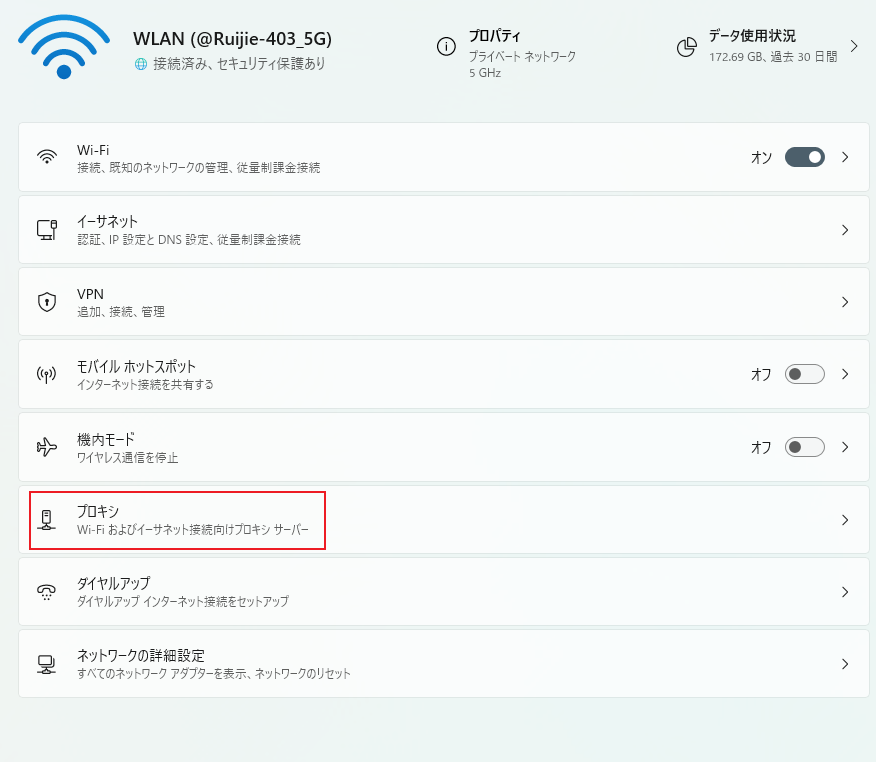 WLAN (@Ruijie-403_5G)
接続済み、セキュリティ保護あり
プロパティ
プライベート ネットワーク
5 GHz
データ使用状況
172.69 GB、過去 30 日間
Wi-Fi
接続、既知のネットワークの管理、従量制課金接続
オン
イーサネット
認証、IP 設定と DNS 設定、従量制課金接続
VPN
追加、接続、管理
モバイル ホットスポット
インターネット接続を共有する
オフ
機内モード
ワイヤレス通信を停止
オフ
プロキシ
Wi-Fi およびイーサネット接続向けプロキシ サーバー
ダイヤルアップ
ダイヤルアップ インターネット接続をセットアップ
ネットワークの詳細設定
すべてのネットワーク アダプターを表示、ネットワークのリセット